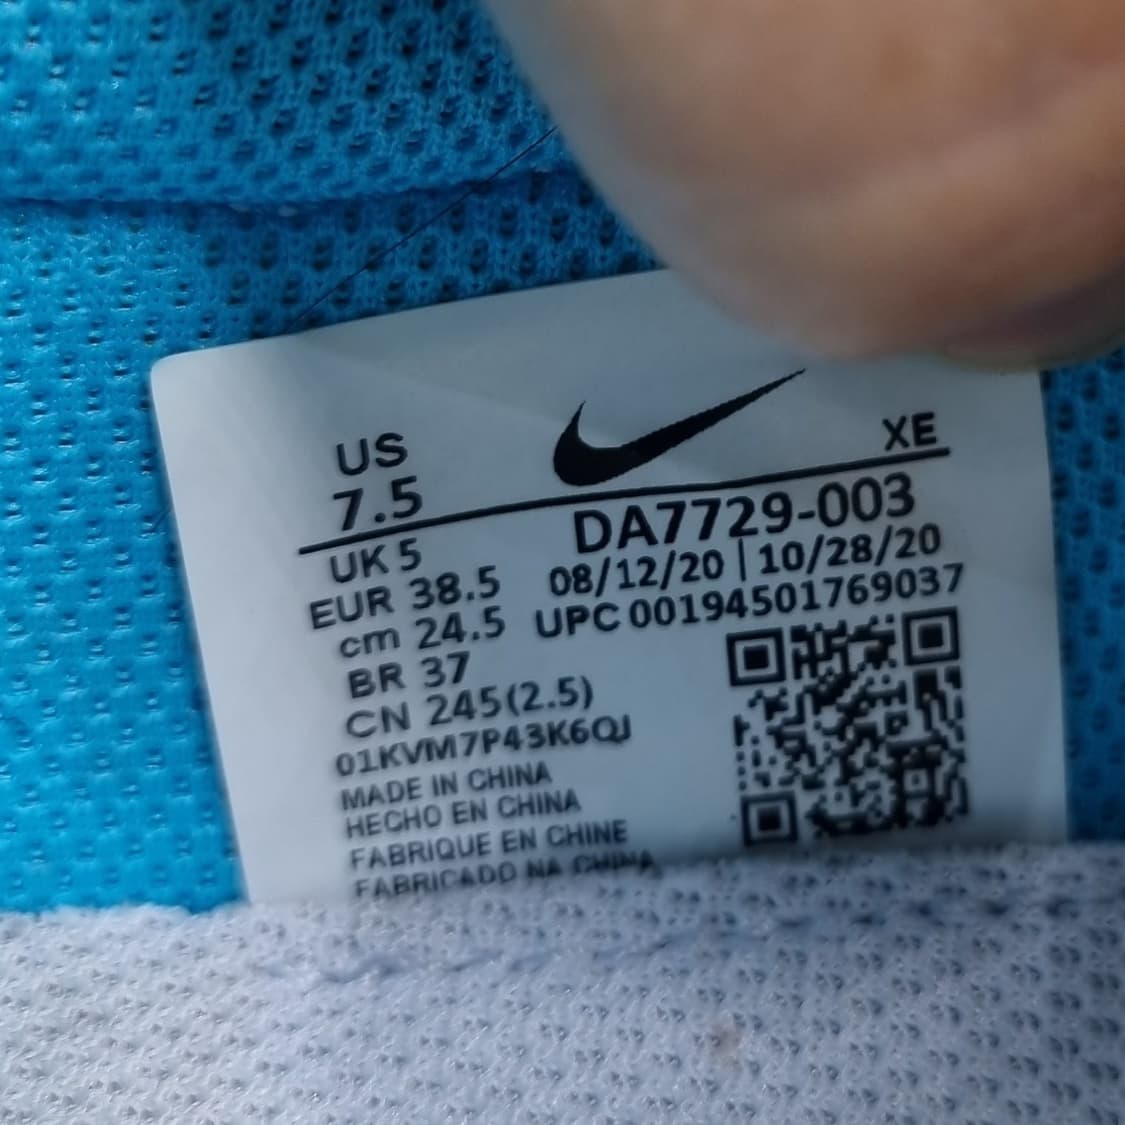 US
XE
7.5
DA7729-003
UK 5
08/12/20 | 10/28/20
EUR 38.5
UPC 00194501769037
cm 24.5
BR 37
CN 245(2.5)
01KVM7P43K6QJ
MADE IN CHINA
HECHO EN CHINA
FABRIQUE EN CHINE
FABRICADO NA CHINA